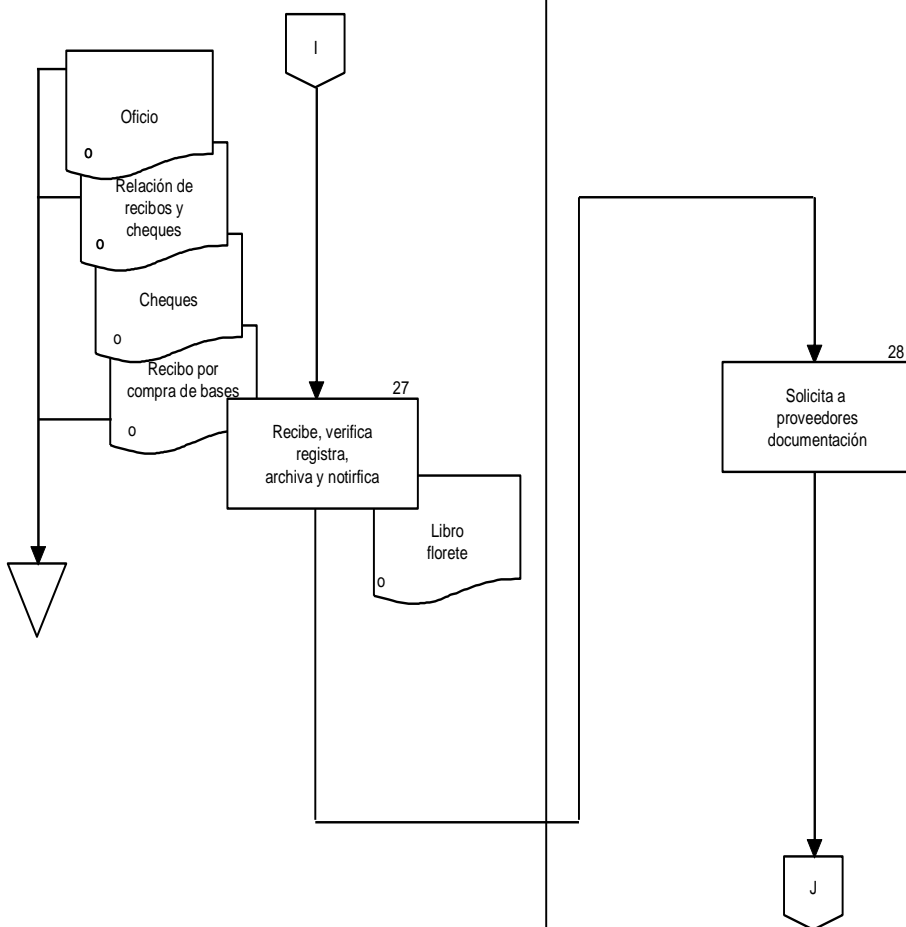 I
Oficio
o
Relación de
recibos y
cheques
o
Cheques
o
Recibo por
compra de bases
o
27
Recibe, verifica
registra,
archiva y notirfica
Libro
florete
o
28
Solicita a
proveedores
documentación
J